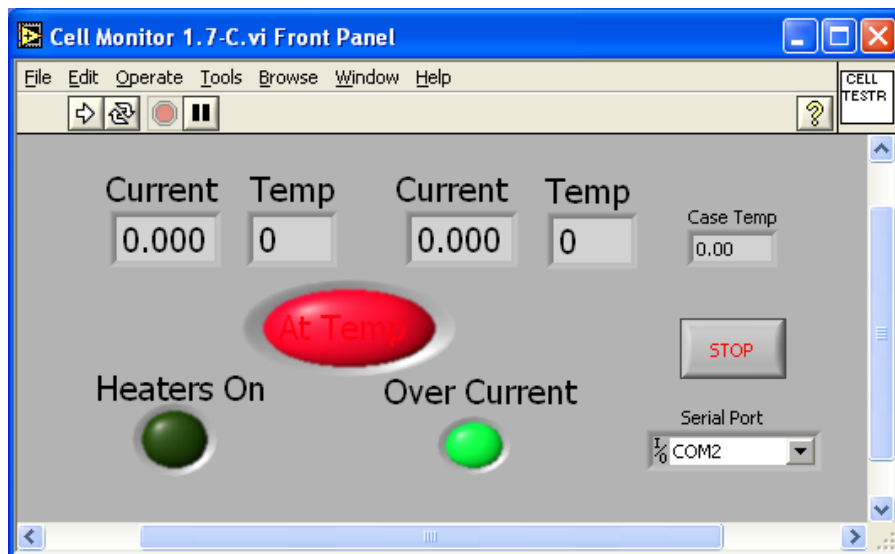 Cell Monitor 1.7-C.vi Front Panel
File Edit Operate Tools Browse Window Help
CELL
TESTR
?
Current Temp Current Temp
Case Temp
0.000 0 0.000 0
0.00
At Temp
STOP
Heaters On Over Current
Serial Port
I/O COM2